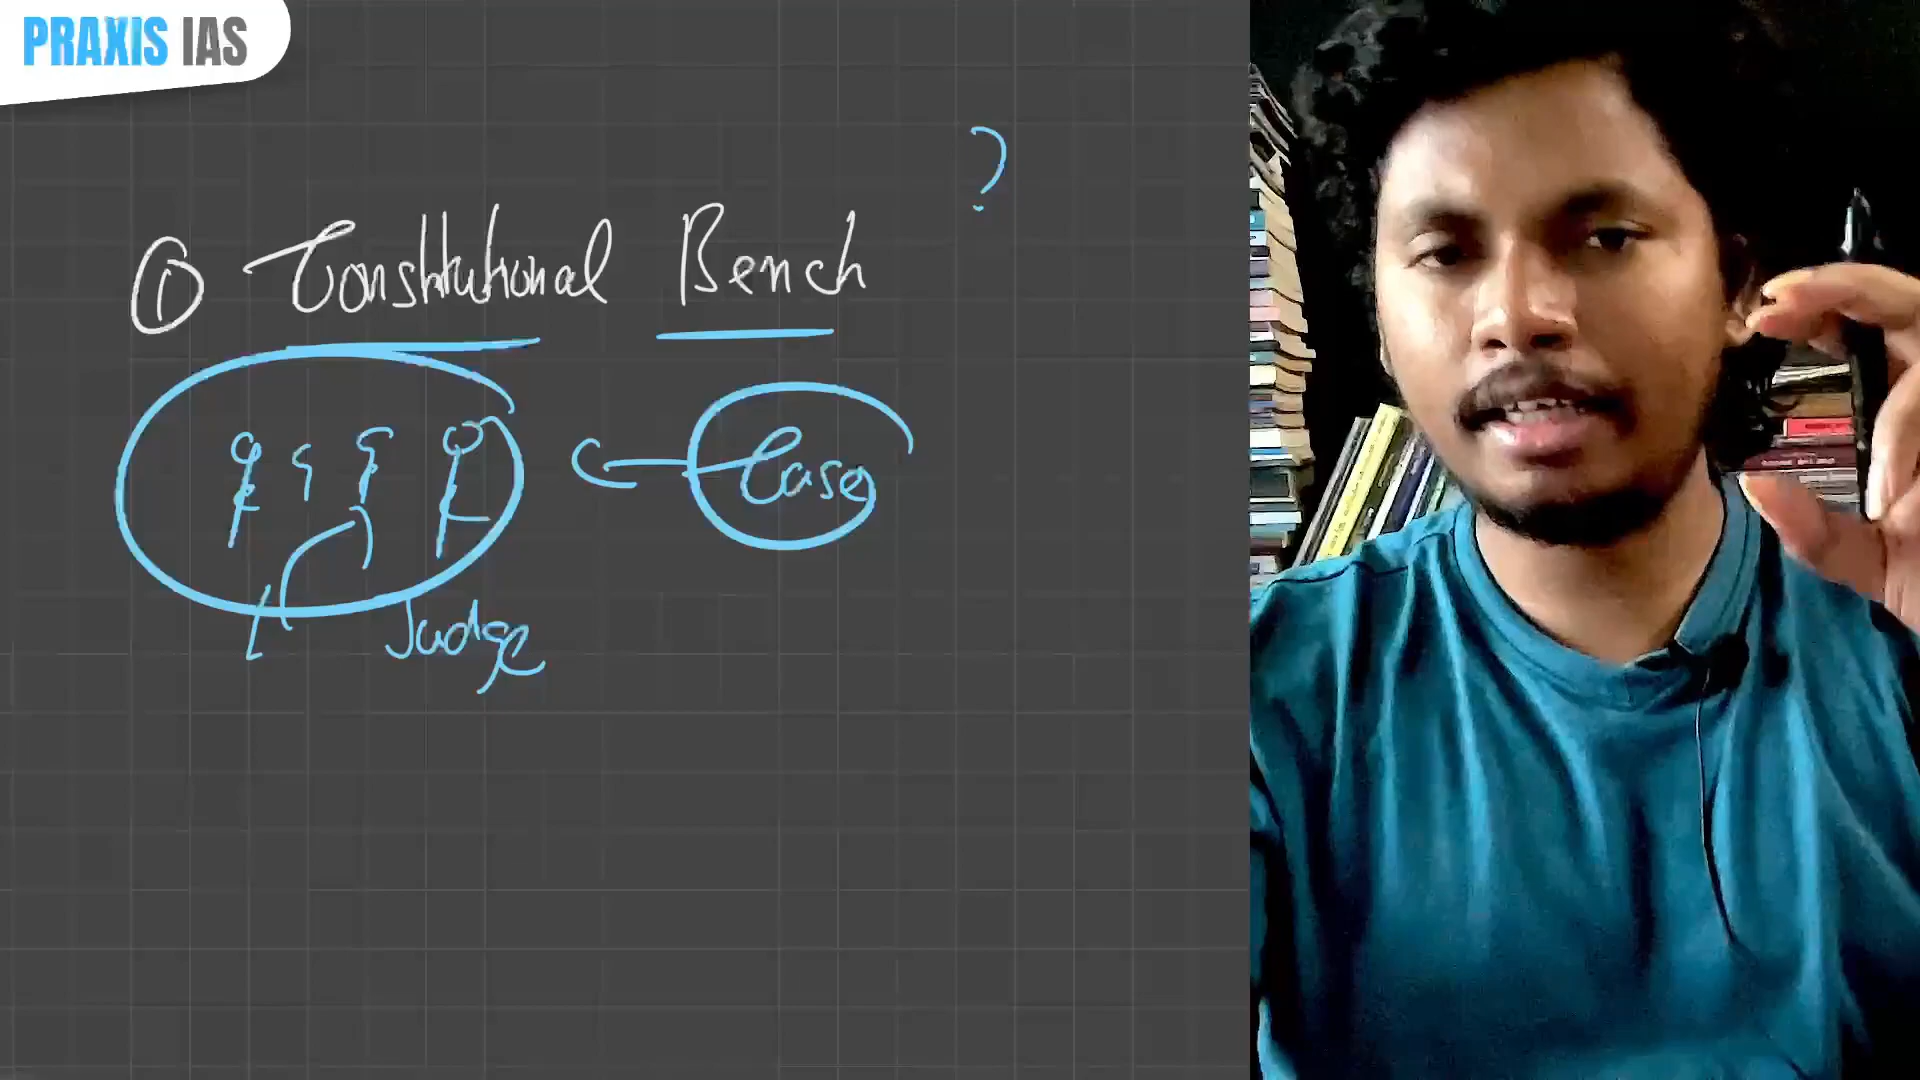 PRAXIS IAS
?
① Constitutional Bench
Case
Judge